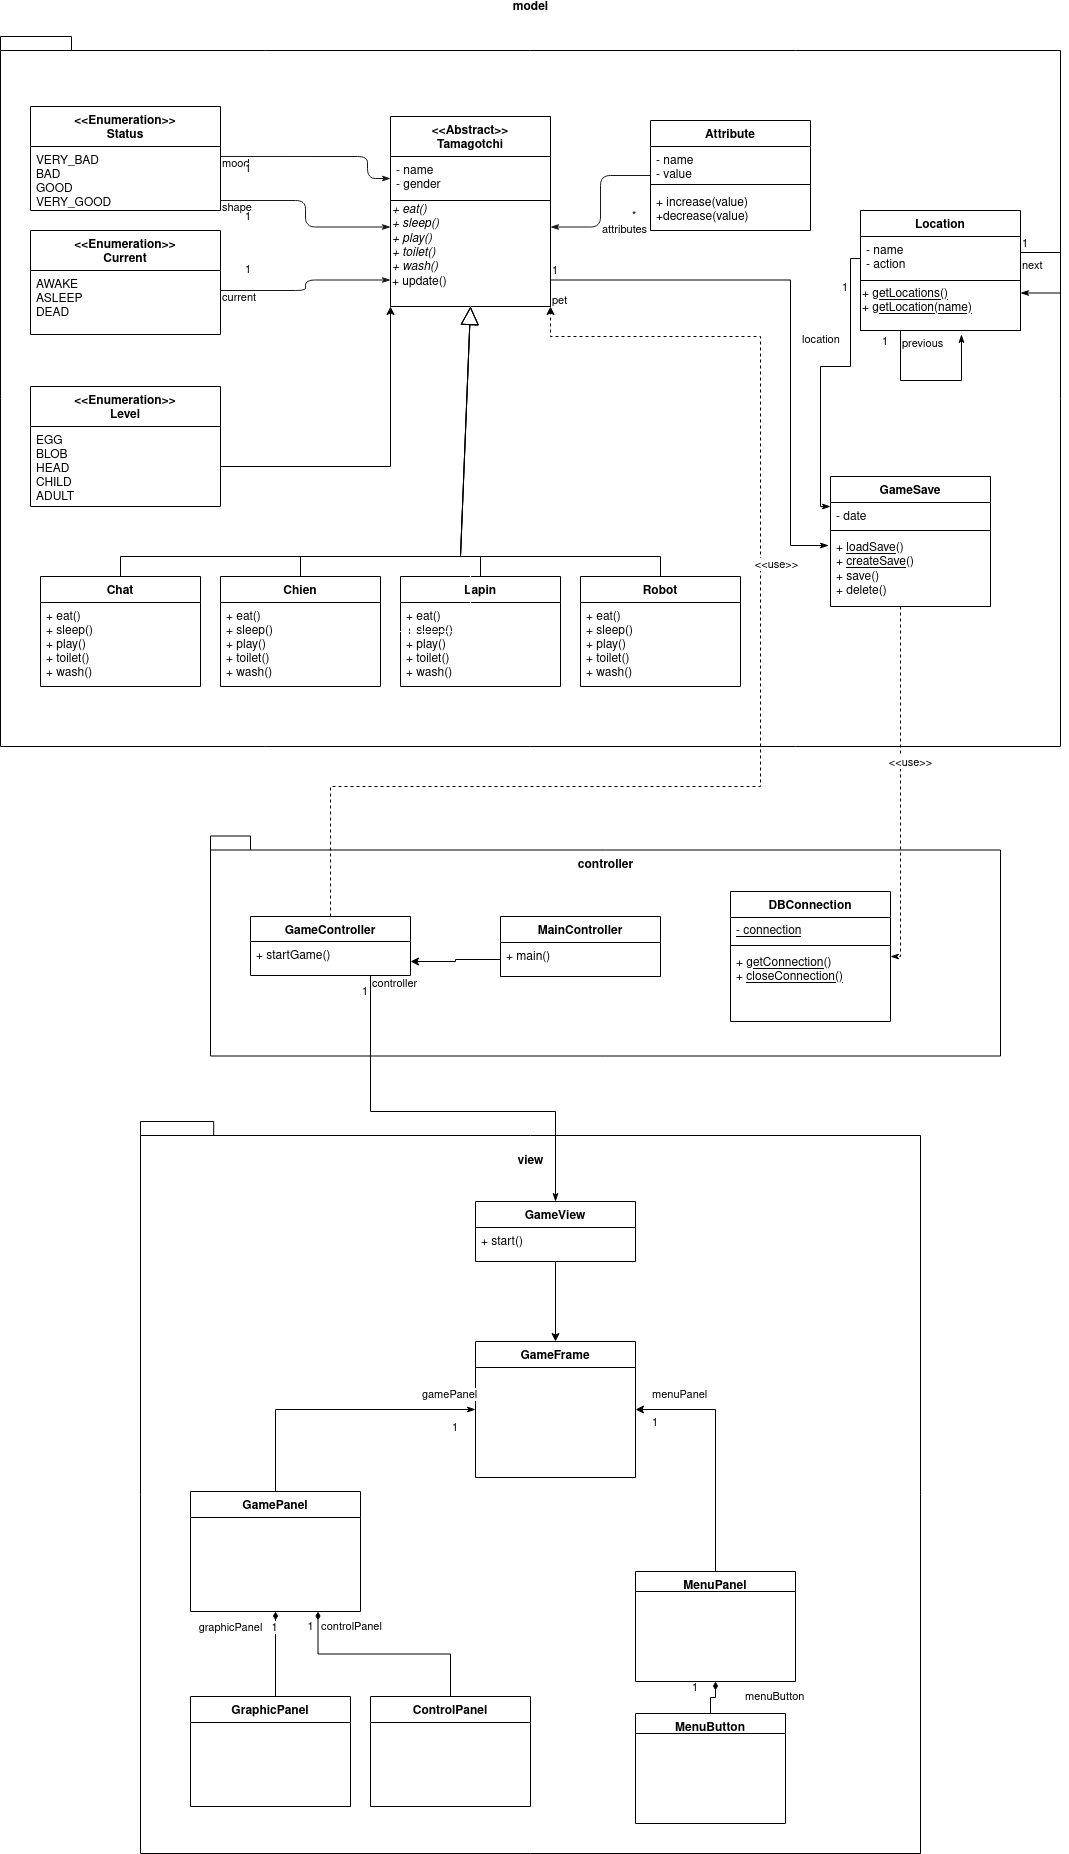 model
<<Enumeration>>
Status
VERY_BAD
BAD
GOOD
VERY_GOOD
mood
1
shape
1
<<Enumeration>>
Current
AWAKE
ASLEEP
DEAD
1
current
<<Enumeration>>
Level
EGG
BLOB
HEAD
CHILD
ADULT
<<Abstract>>
Tamagotchi
- name
- gender
+ eat()
+ sleep()
+ play()
+ toilet()
+ wash()
+ update()
Attribute
- name
- value
+ increase(value)
+decrease(value)
*
attributes
1
pet
Location
- name
- action
+ getLocations()
+ getLocation(name)
1
next
1
location
1
previous
GameSave
- date
+ loadSave()
+ createSave()
+ save()
+ delete()
<<use>>
Chat
+ eat()
+ sleep()
+ play()
+ toilet()
+ wash()
Chien
+ eat()
+ sleep()
+ play()
+ toilet()
+ wash()
Lapin
+ eat()
+ sleep()
+ play()
+ toilet()
+ wash()
Robot
+ eat()
+ sleep()
+ play()
+ toilet()
+ wash()
<<use>>
controller
GameController
+ startGame()
MainController
+ main()
DBConnection
- connection
+ getConnection()
+ closeConnection()
1
controller
view
GameView
+ start()
GameFrame
gamePanel
1
menuPanel
1
GamePanel
graphicPanel
1
1
controlPanel
MenuPanel
1
menuButton
GraphicPanel
ControlPanel
MenuButton